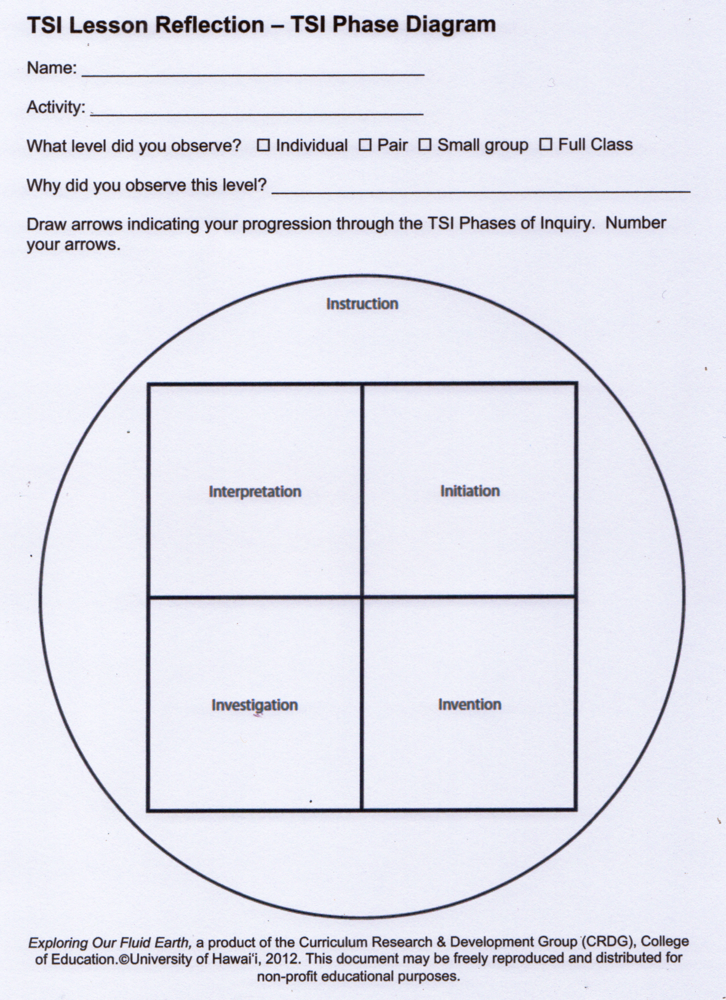 TSI Lesson Reflection – TSI Phase Diagram
Name:
Activity:
What level did you observe? ☐ Individual ☐ Pair ☐ Small group ☐ Full Class
Why did you observe this level?
Draw arrows indicating your progression through the TSI Phases of Inquiry. Number
your arrows.
Instruction
Interpretation Initiation
Investigation Invention
Exploring Our Fluid Earth, a product of the Curriculum Research & Development Group (CRDG), College
of Education.©University of Hawaiʻi, 2012. This document may be freely reproduced and distributed for
non-profit educational purposes.